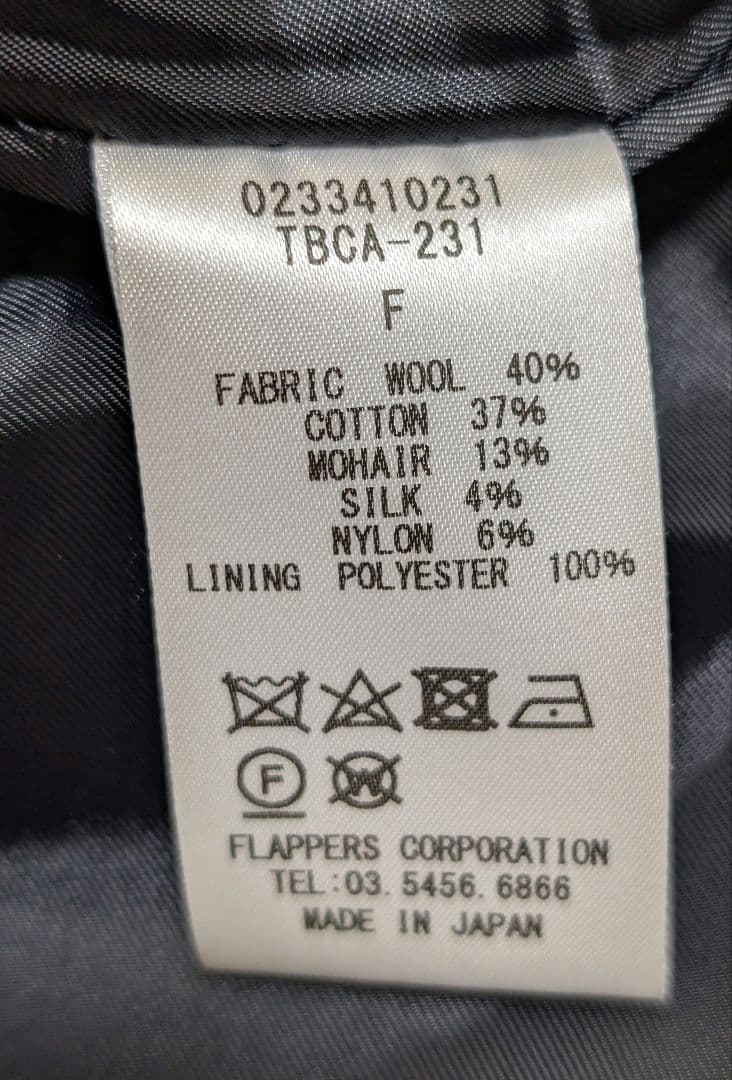 0233410231
TBCA-231
F
FABRIC WOOL 40%
COTTON 37%
MOHAIR 13%
SILK 4%
NYLON 6%
LINING POLYESTER 100%
F W
FLAPPERS CORPORATION
TEL:03. 5456. 6866
MADE IN JAPAN